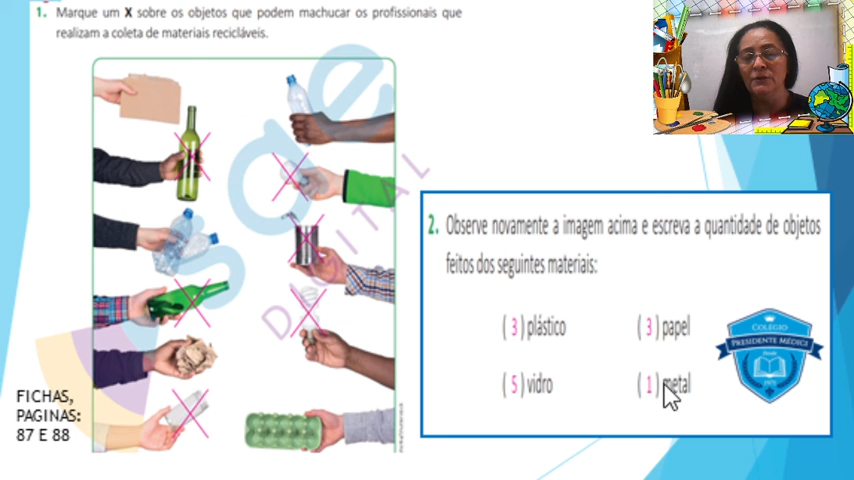 1. Marque um X sobre os objetos que podem machucar os profissionais que
realizam a coleta de materiais recicláveis.
sae
DIGITAL
2. Observe novamente a imagem acima e escreva a quantidade de objetos
feitos dos seguintes materiais:
( 3 ) plástico ( 3 ) papel
( 5 ) vidro ( 1 ) metal
COLÉGIO
PRESIDENTE MÉDICI
FICHAS,
PAGINAS:
87 E 88